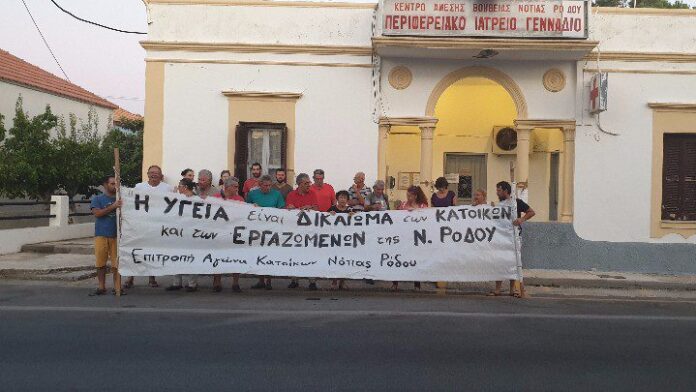 ΚΕΝΤΡΟ ΑΜΕΣΗΣ ΒΟΗΘΕΙΑΣ ΝΟΤΙΑΣ ΡΟΔΟΥ
ΠΕΡΙΦΕΡΕΙΑΚΟ ΙΑΤΡΕΙΟ ΓΕΝΝΑΔΙΟΥ
"Η ΥΓΕΙΑ είναι ΔΙΚΑΙΩΜΑ των ΚΑΤΟΙΚΩΝ
και των ΕΡΓΑΖΟΜΕΝΩΝ της Ν. ΡΟΔΟΥ"
Επιτροπή Αγώνα Κατοίκων Νότιας Ρόδου